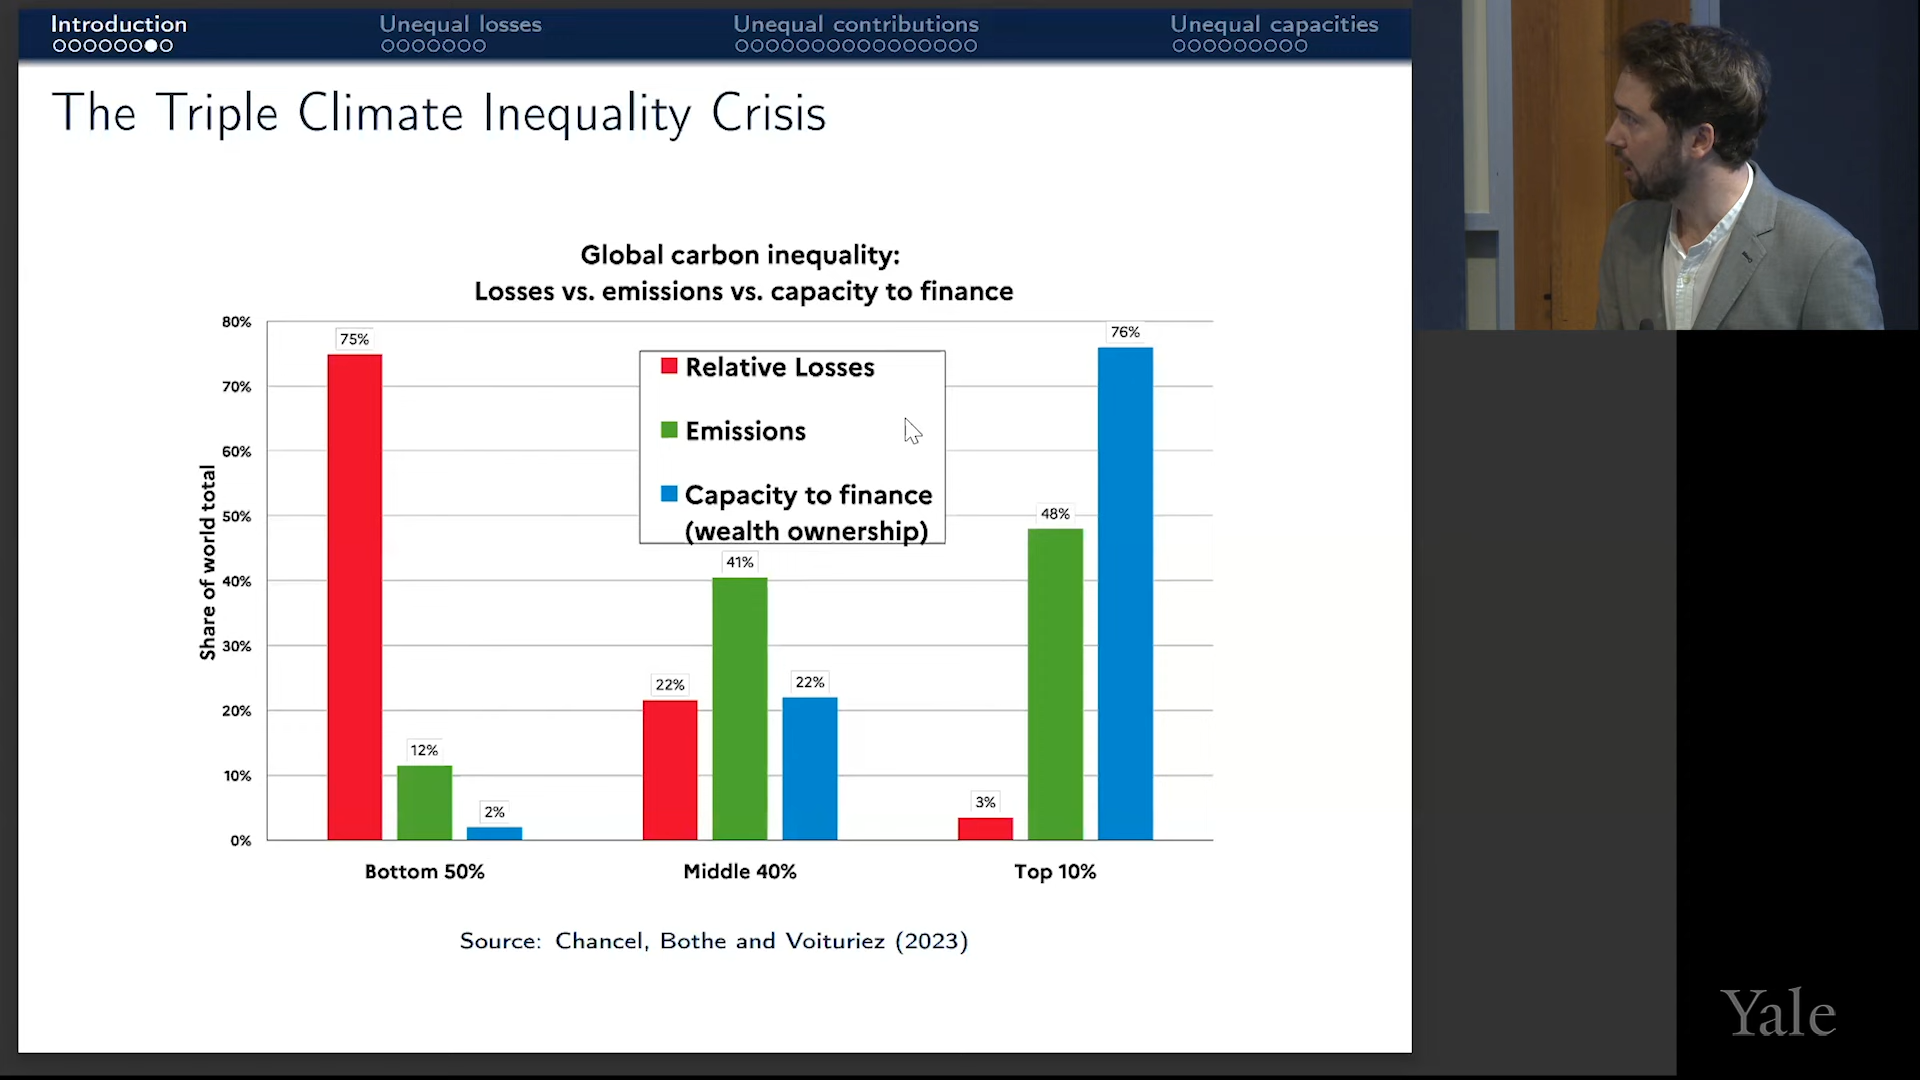 Introduction
Unequal losses
Unequal contributions
Unequal capacities
The Triple Climate Inequality Crisis
Global carbon inequality:
Losses vs. emissions vs. capacity to finance
Share of world total
80%
70%
60%
50%
40%
30%
20%
10%
0%
Relative Losses
Emissions
Capacity to finance
(wealth ownership)
75%
12%
2%
22%
41%
22%
3%
48%
76%
Bottom 50%
Middle 40%
Top 10%
Source: Chancel, Bothe and Voituriez (2023)
Yale